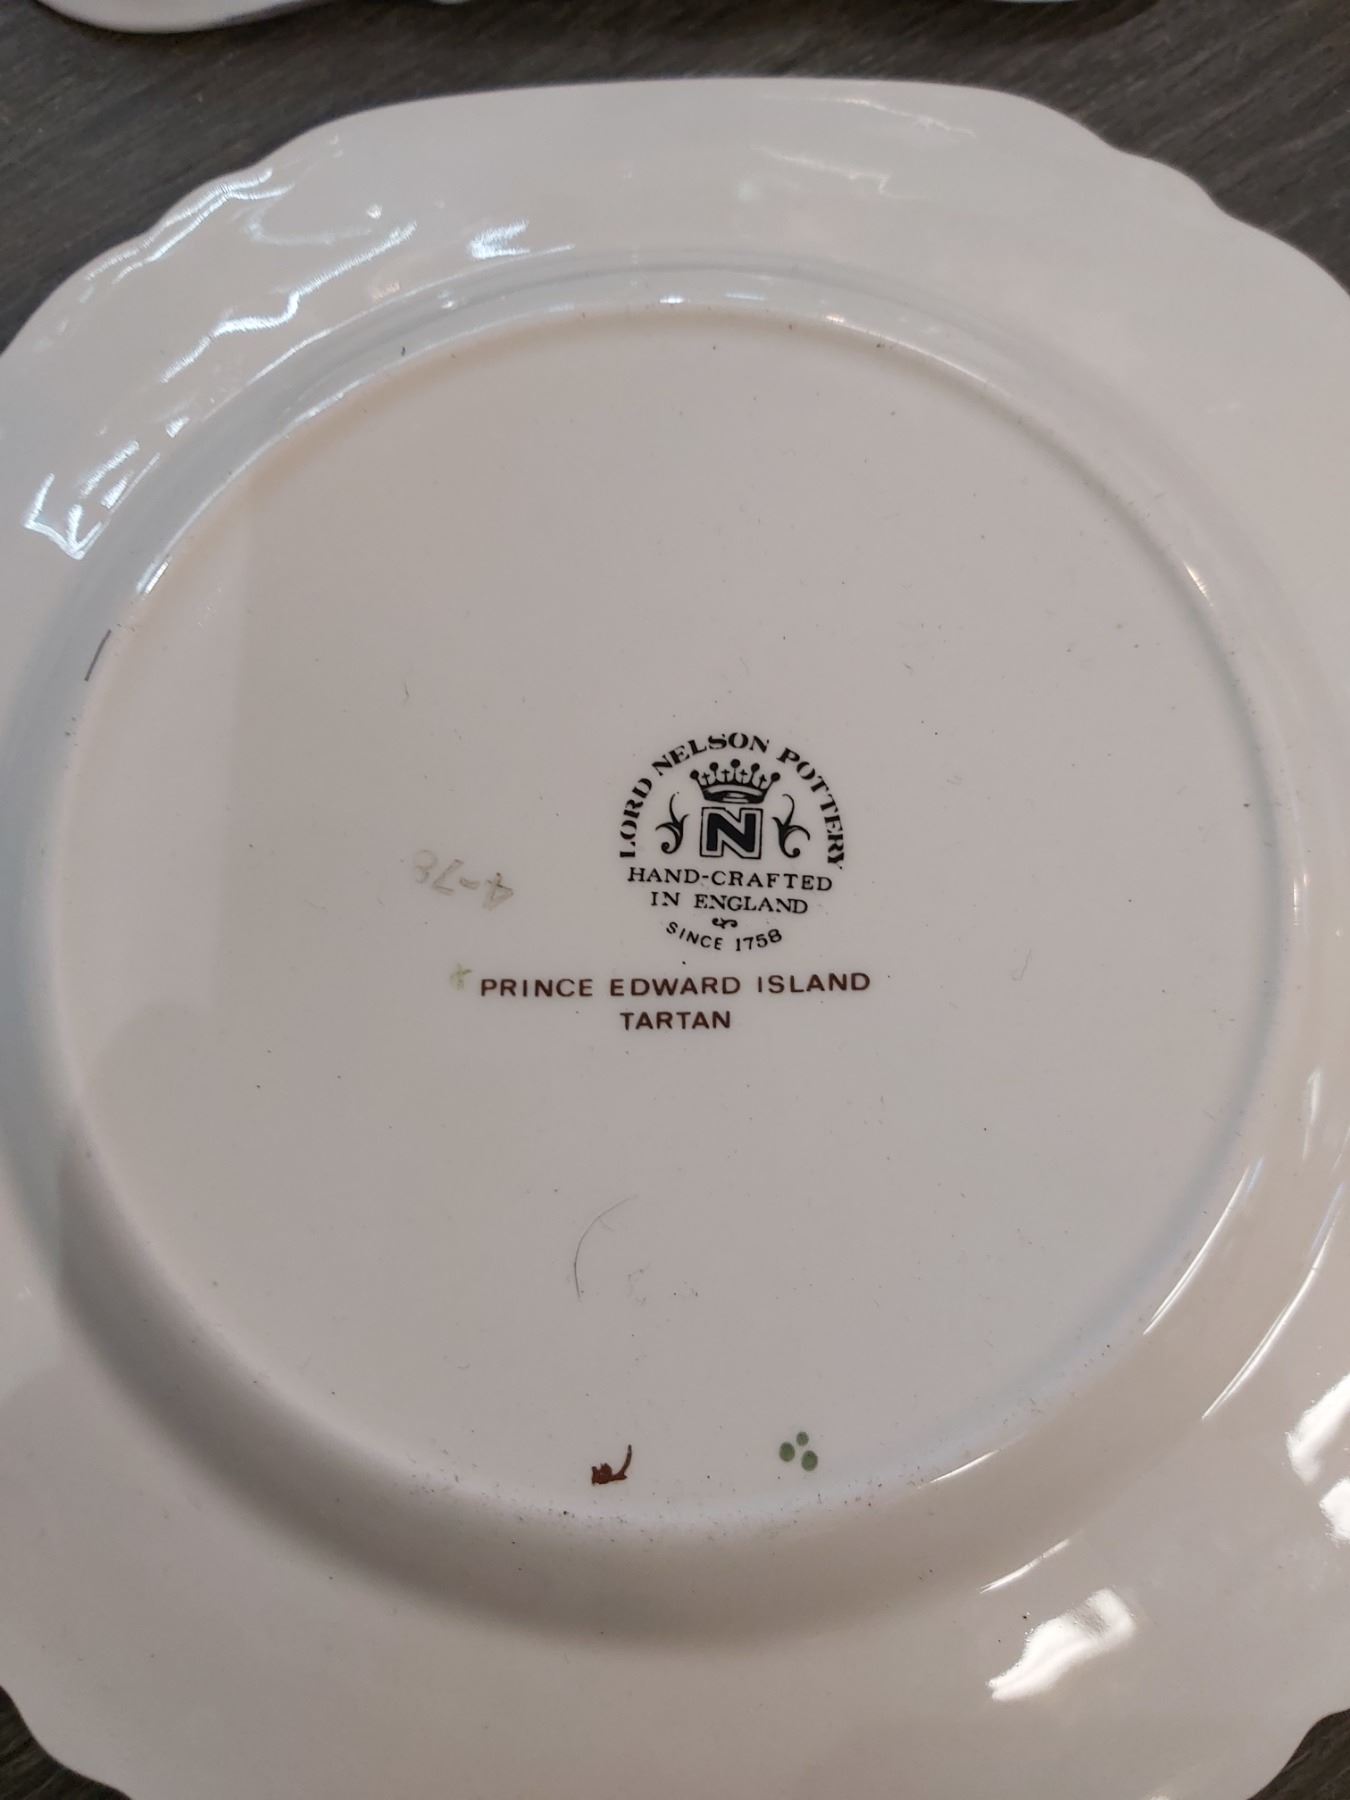 LORD NELSON POTTERY
N
HAND-CRAFTED
IN ENGLAND
SINCE 1758
4-78
PRINCE EDWARD ISLAND
TARTAN